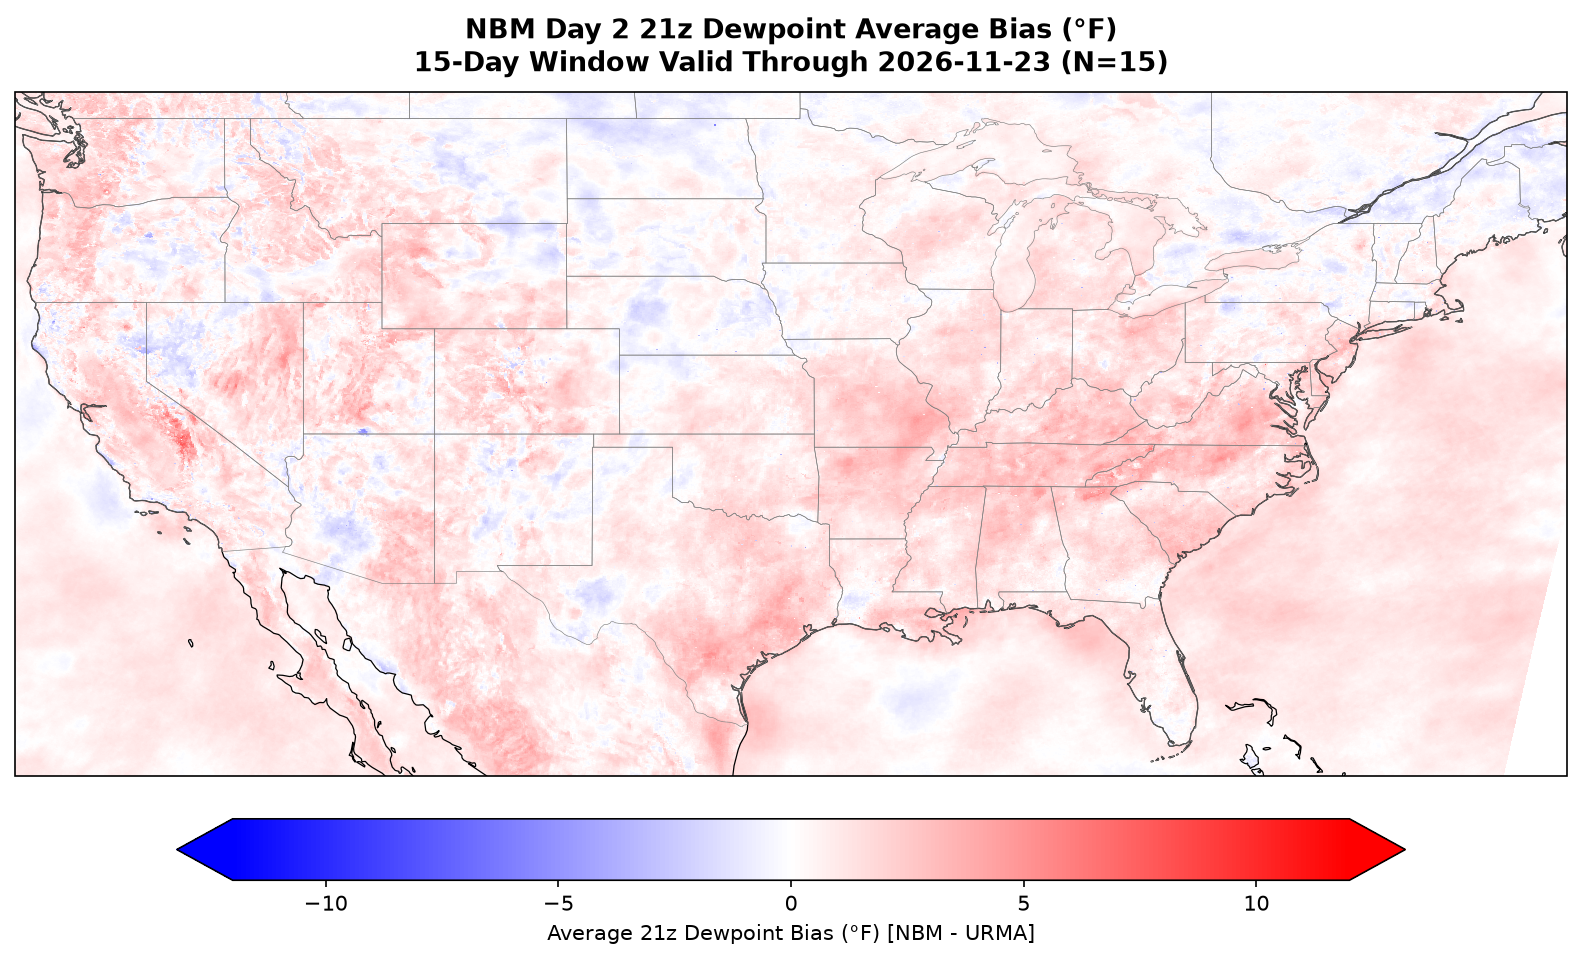 NBM Day 2 21z Dewpoint Average Bias (°F)
15-Day Window Valid Through 2026-11-23 (N=15)
−10 −5 0 5 10
Average 21z Dewpoint Bias (°F) [NBM - URMA]